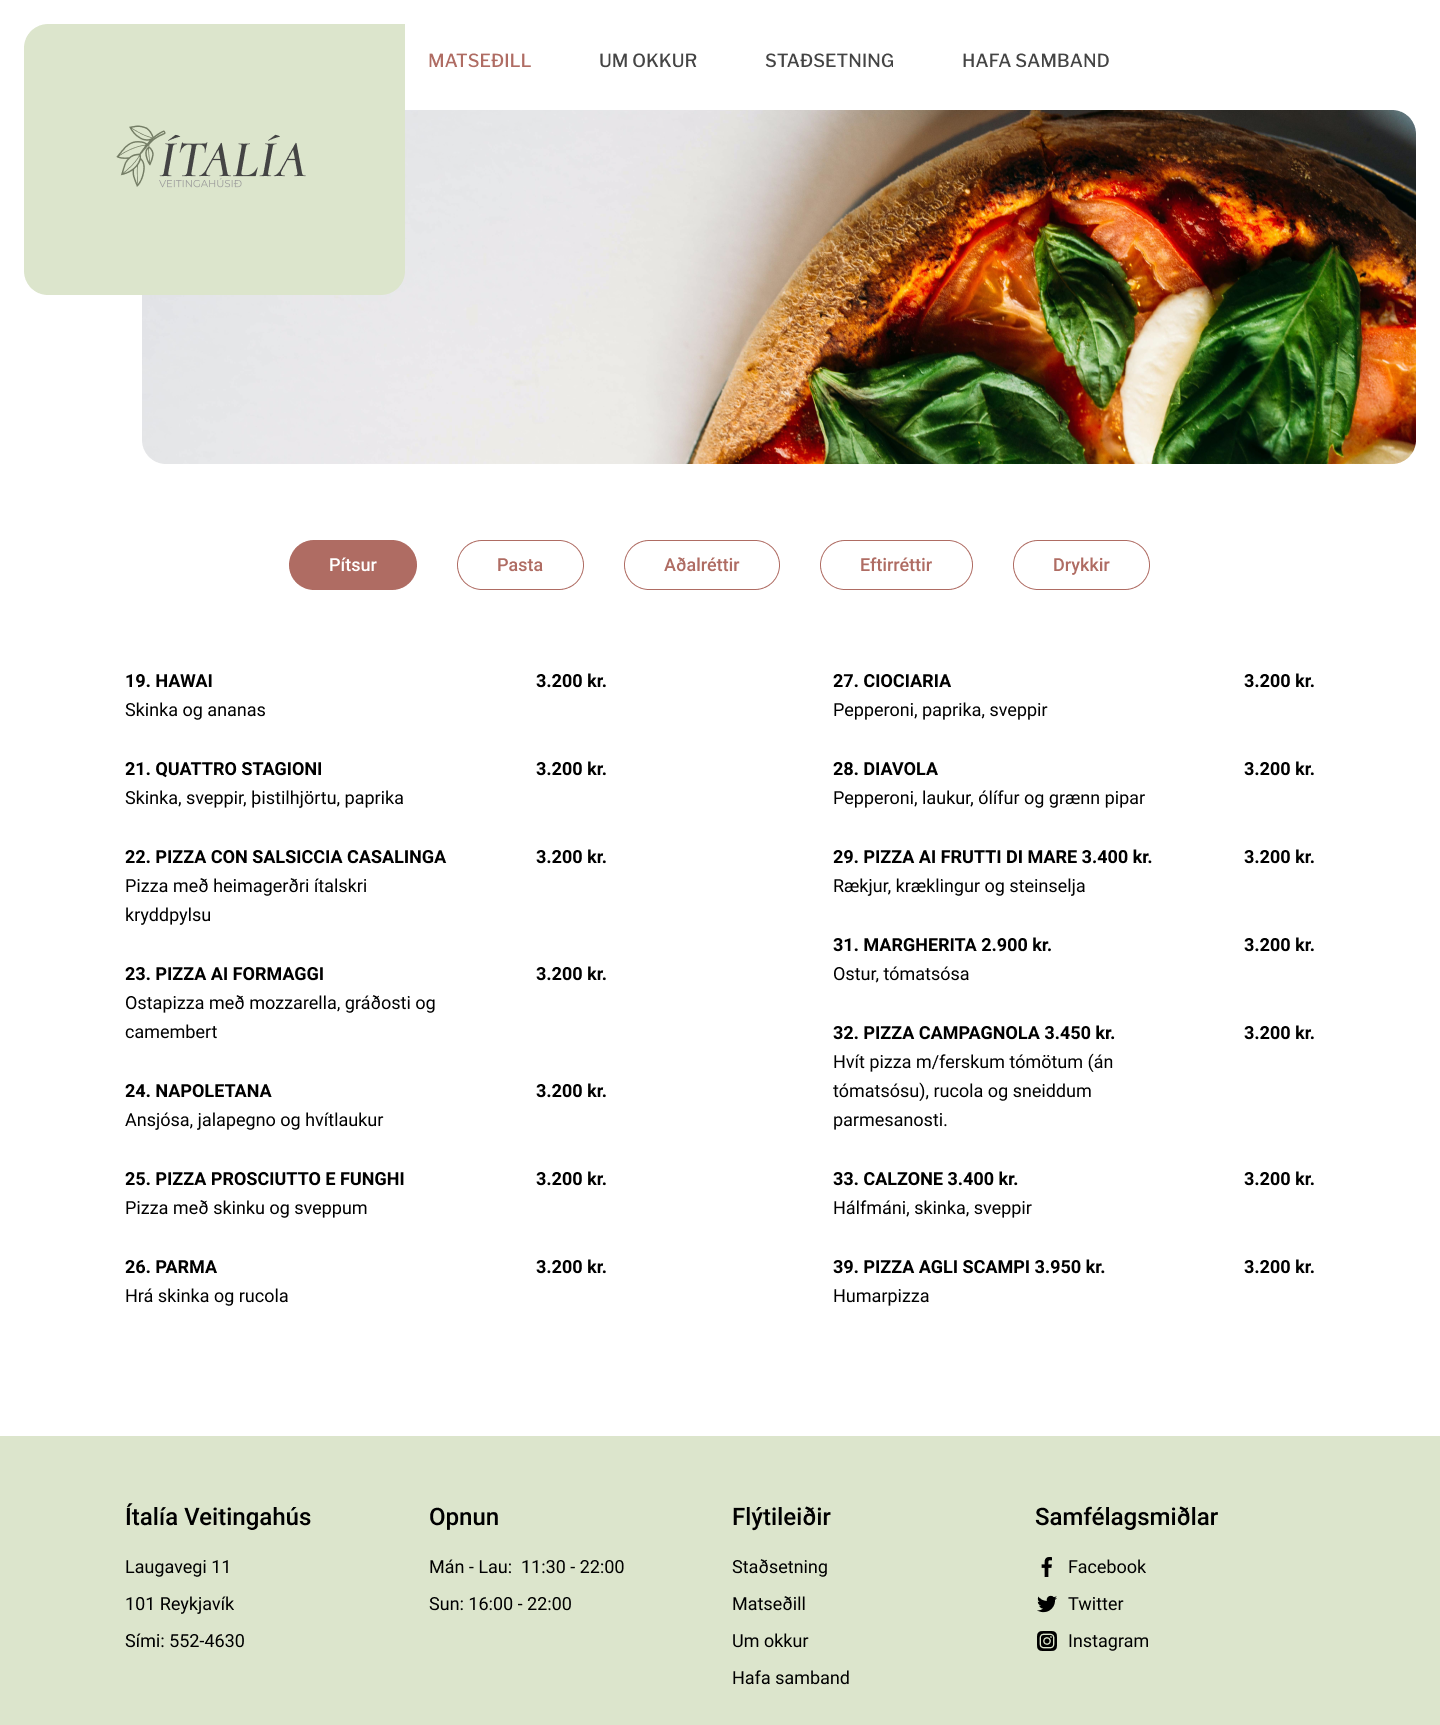 MATSEÐILL UM OKKUR STAÐSETNING HAFA SAMBAND
ÍTALÍA
VEITINGAHÚSIÐ
Pítsur Pasta Aðalréttir Eftirréttir Drykkir
19. HAWAI 3.200 kr.
Skinka og ananas
21. QUATTRO STAGIONI 3.200 kr.
Skinka, sveppir, þistilhjörtu, paprika
22. PIZZA CON SALSICCIA CASALINGA 3.200 kr.
Pizza með heimagerðri ítalskri
kryddpylsu
23. PIZZA AI FORMAGGI 3.200 kr.
Ostapizza með mozzarella, gráðosti og
camembert
24. NAPOLETANA 3.200 kr.
Ansjósa, jalapegno og hvítlaukur
25. PIZZA PROSCIUTTO E FUNGHI 3.200 kr.
Pizza með skinku og sveppum
26. PARMA 3.200 kr.
Hrá skinka og rucola
27. CIOCIARIA 3.200 kr.
Pepperoni, paprika, sveppir
28. DIAVOLA 3.200 kr.
Pepperoni, laukur, ólífur og grænn pipar
29. PIZZA AI FRUTTI DI MARE 3.400 kr. 3.200 kr.
Rækjur, kræklingur og steinselja
31. MARGHERITA 2.900 kr. 3.200 kr.
Ostur, tómatsósa
32. PIZZA CAMPAGNOLA 3.450 kr. 3.200 kr.
Hvít pizza m/ferskum tómötum (án
tómatsósu), rucola og sneiddum
parmesanosti.
33. CALZONE 3.400 kr. 3.200 kr.
Hálfmáni, skinka, sveppir
39. PIZZA AGLI SCAMPI 3.950 kr. 3.200 kr.
Humarpizza
Ítalía Veitingahús
Laugavegi 11
101 Reykjavík
Sími: 552-4630
Opnun
Mán - Lau: 11:30 - 22:00
Sun: 16:00 - 22:00
Flýtileiðir
Staðsetning
Matseðill
Um okkur
Hafa samband
Samfélagsmiðlar
Facebook
Twitter
Instagram